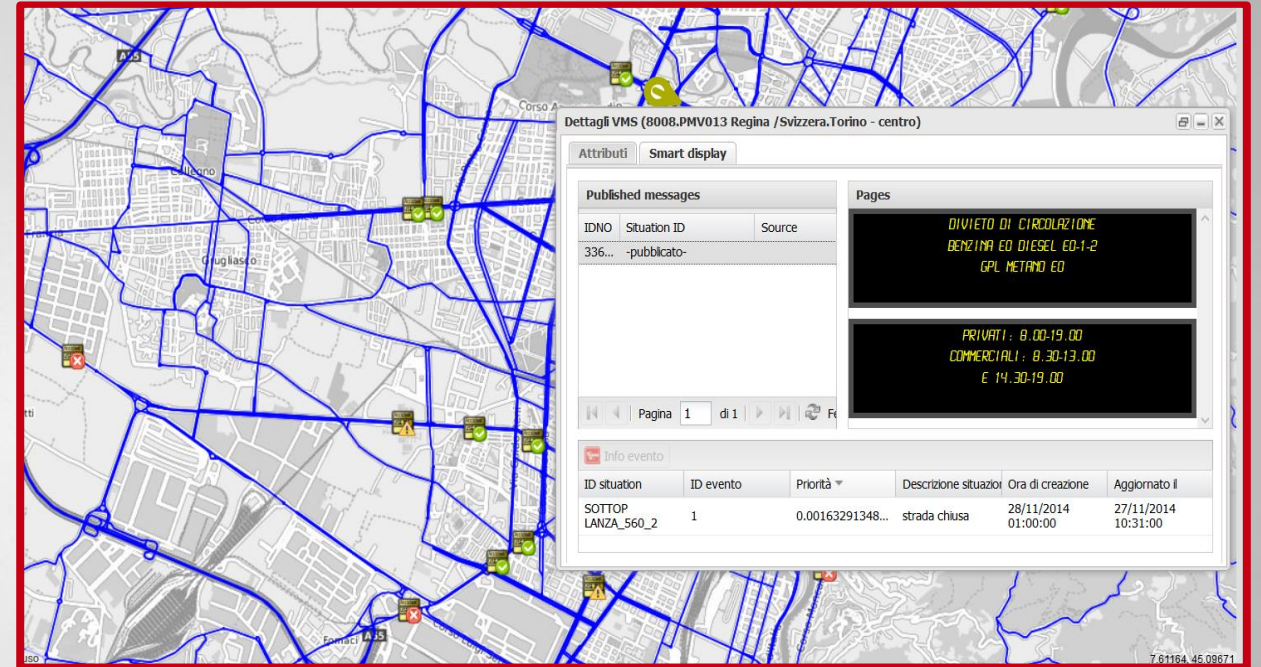 A55
Collegno
Grugliasco
Dettagli VMS (8008.PMV013 Regina /Svizzera.Torino - centro)
Attributi
Smart display
Published messages
IDNO Situation ID Source
336... -pubblicato-
Pagina 1 di 1
Pages
DIVIETO DI CIRCOLAZIONE
BENZINA E0 DIESEL E0-1-2
GPL METANO E0
PRIVATI: 8.00-19.00
COMMERCIALI: 8.30-13.00
E 14.30-19.00
Info evento
ID situation ID evento Priorità Descrizione situazion Ora di creazione Aggiornato il
SOTTOP LANZA_560_2 1 0.00163291348... strada chiusa 28/11/2014 01:00:00 27/11/2014 10:31:00
Fornaci
A55
7.61164, 45.09671